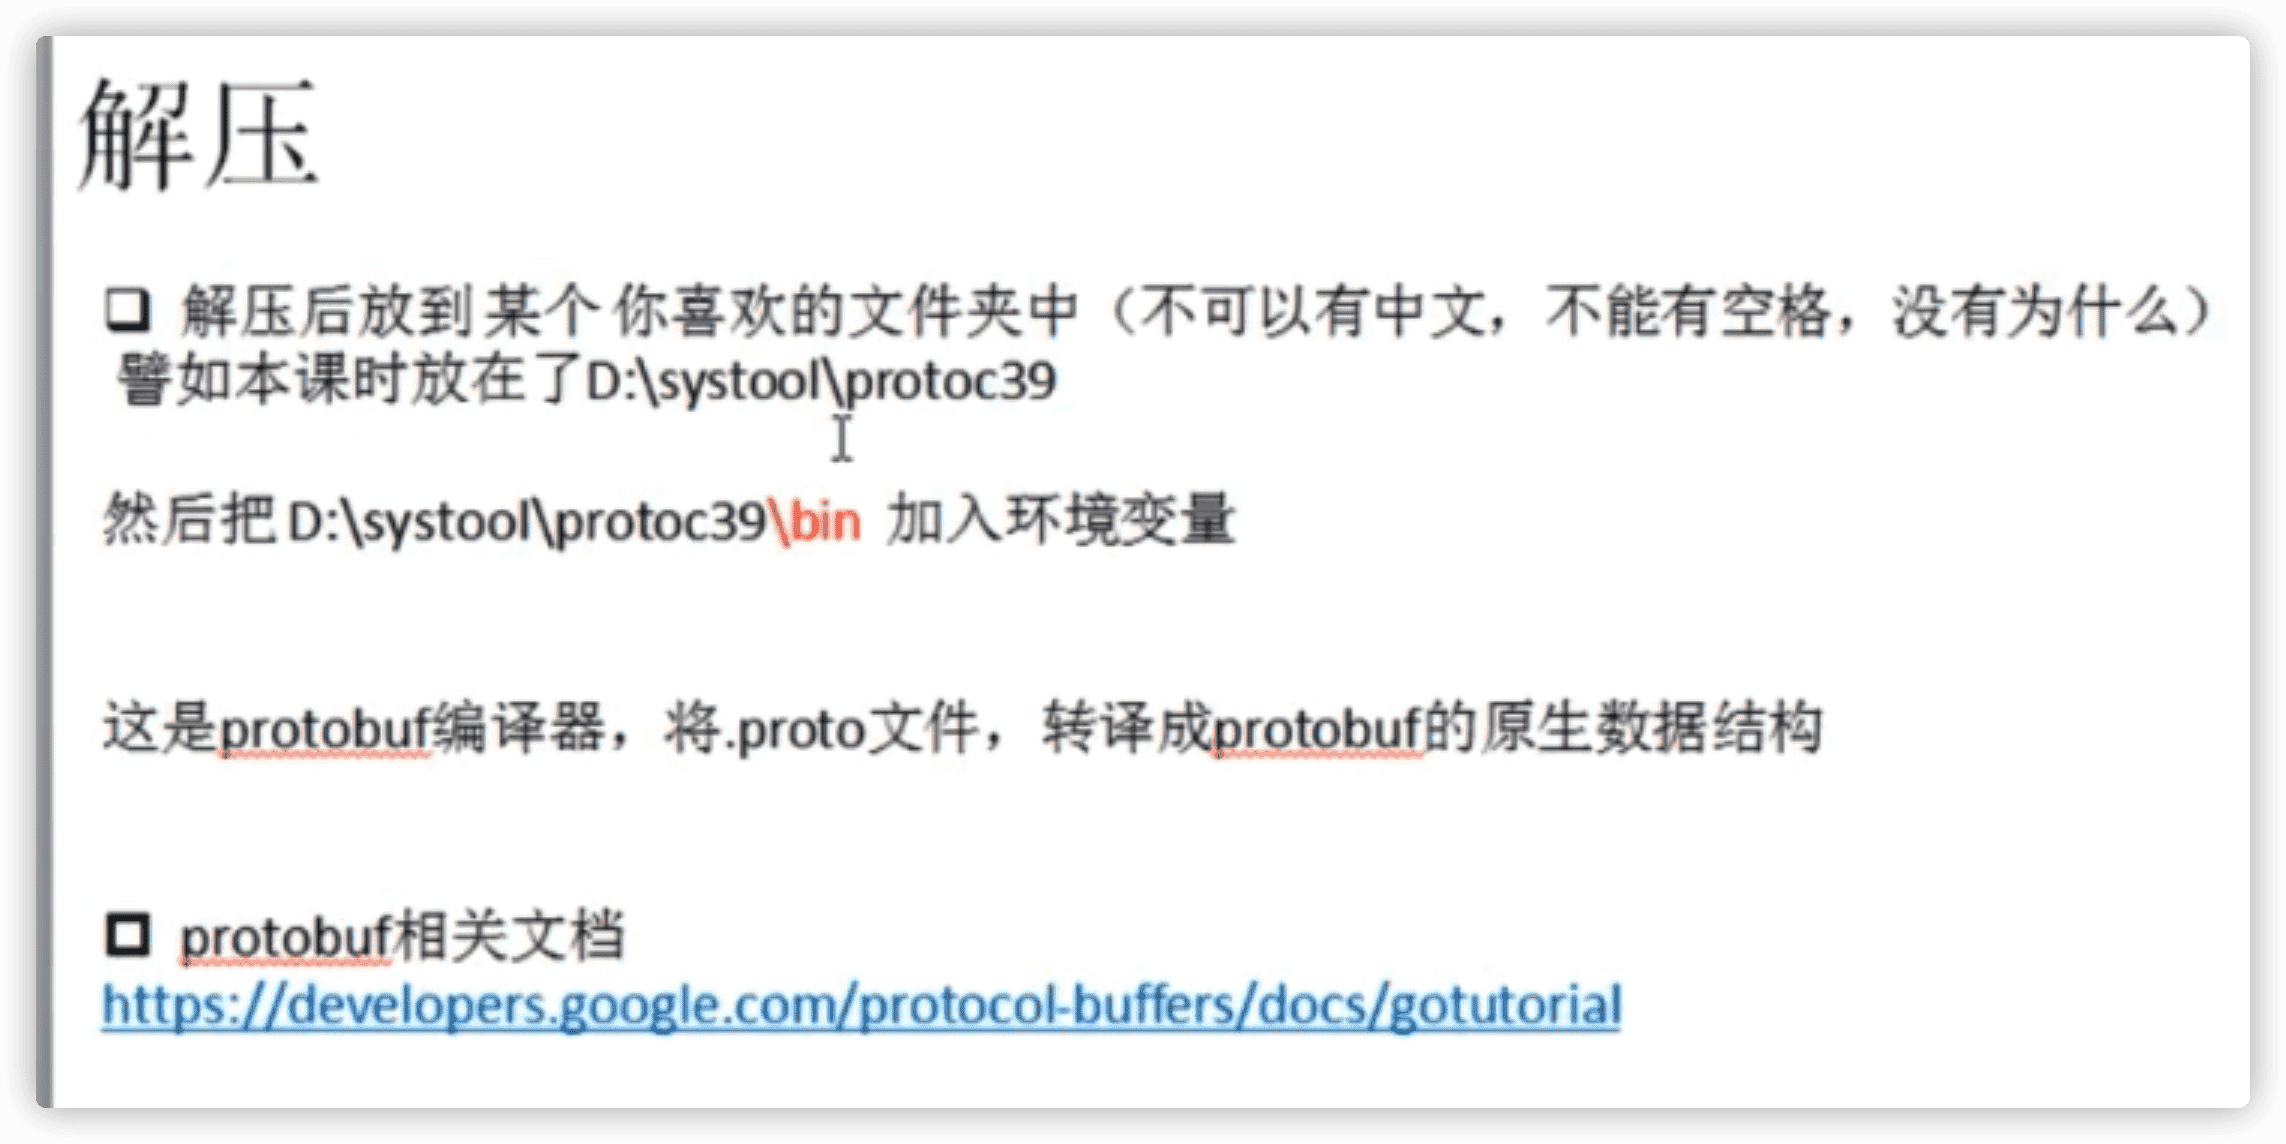 解压
❑ 解压后放到某个你喜欢的文件夹中（不可以有中文，不能有空格，没有为什么）
譬如本课时放在了D:\systool\protoc39
然后把 D:\systool\protoc39\bin 加入环境变量
这是protobuf编译器，将.proto文件，转译成protobuf的原生数据结构
protobuf相关文档
https://developers.google.com/protocol-buffers/docs/gotutorial